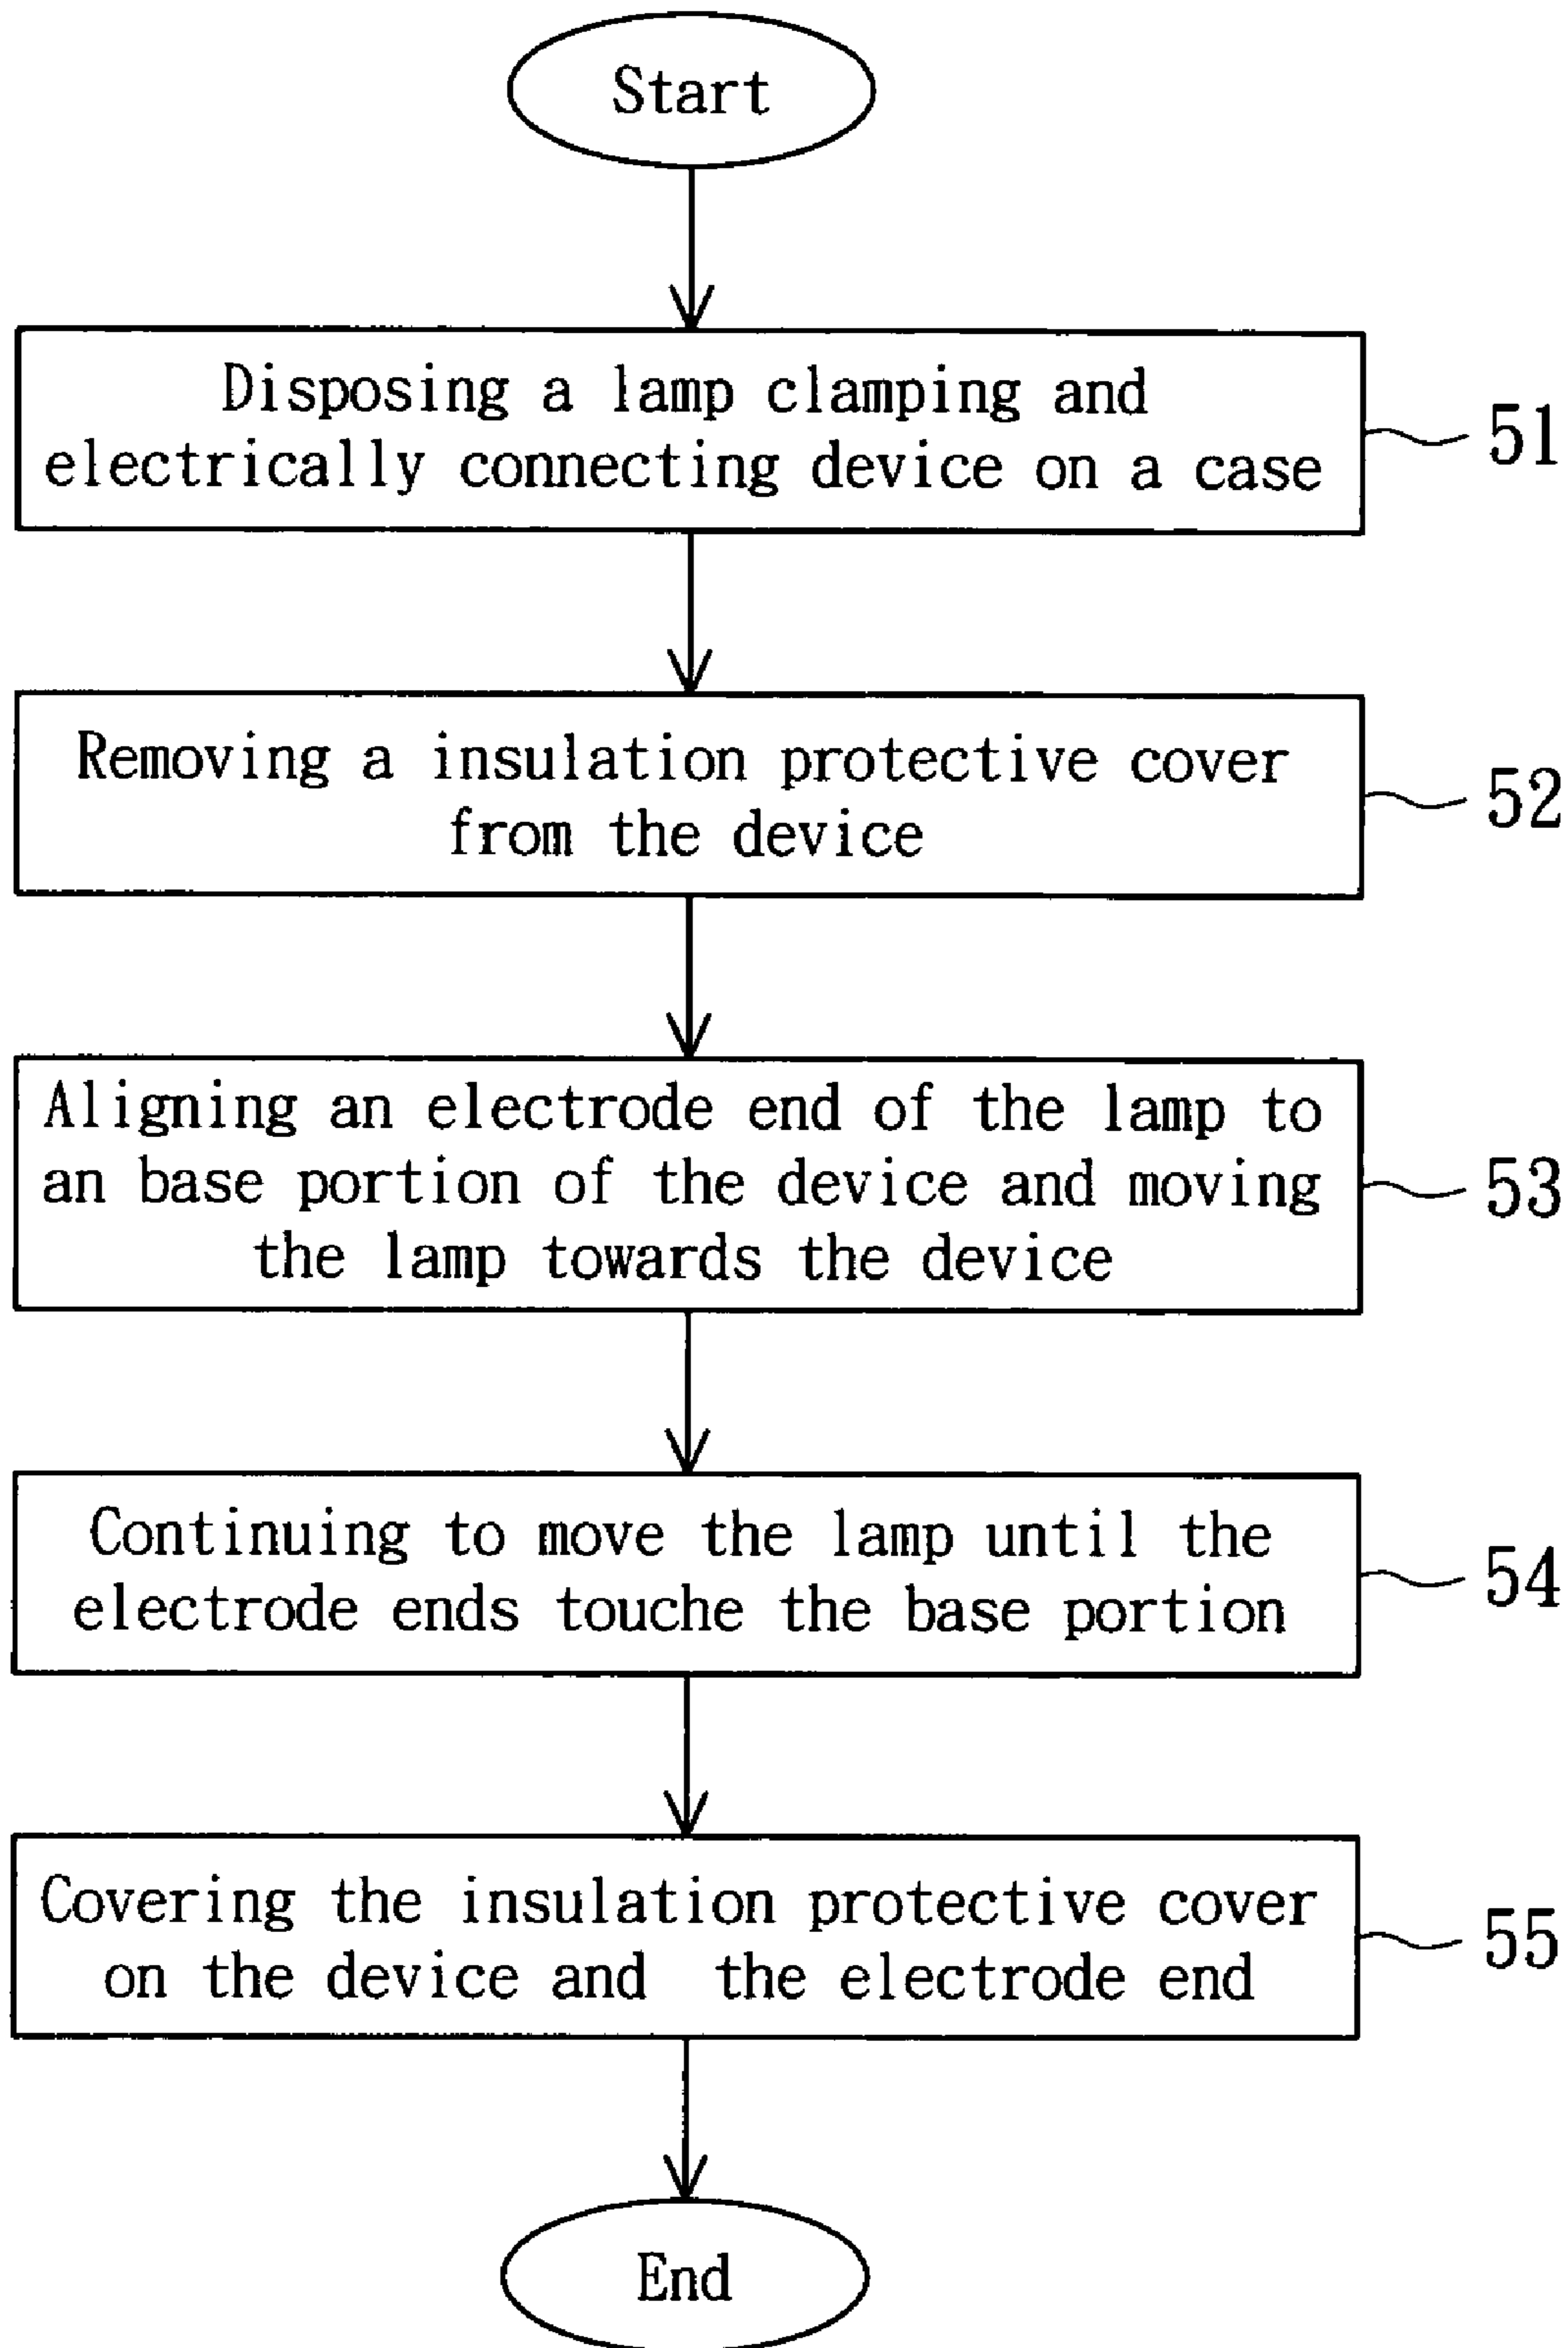 Start
Disposing a lamp clamping and
electrically connecting device on a case
51
Removing a insulation protective cover
from the device
52
Aligning an electrode end of the lamp to
an base portion of the device and moving
the lamp towards the device
53
Continuing to move the lamp until the
electrode ends touche the base portion
54
Covering the insulation protective cover
on the device and the electrode end
55
End